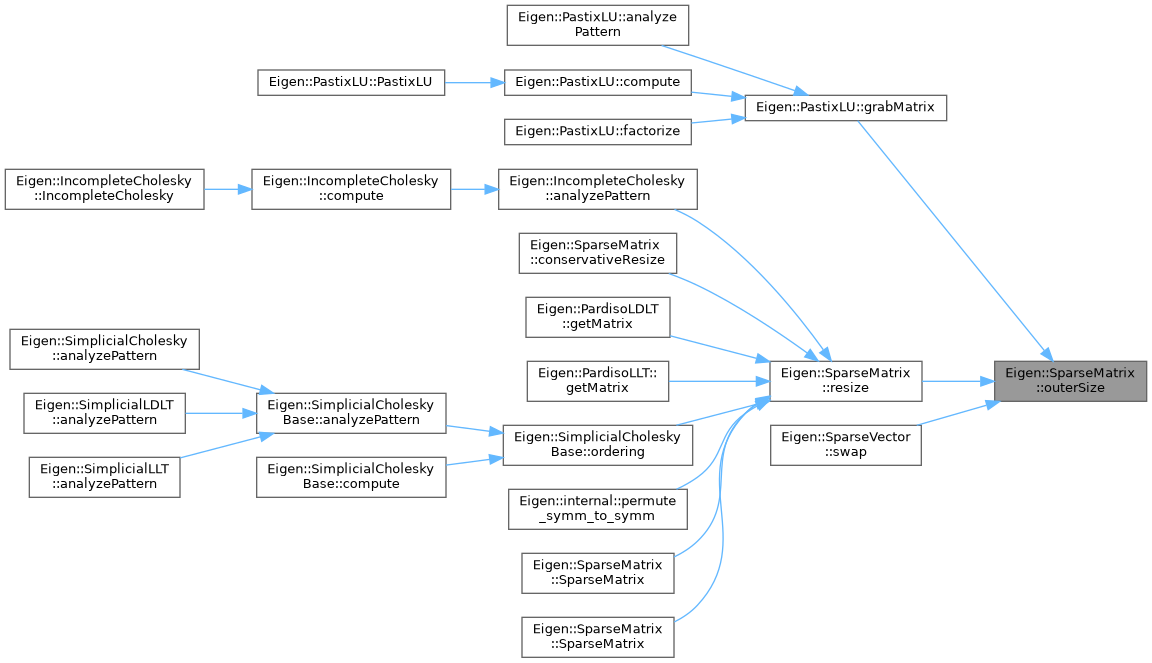 Eigen::PastixLU::analyze
Pattern
Eigen::PastixLU::PastixLU
Eigen::PastixLU::compute
Eigen::PastixLU::grabMatrix
Eigen::PastixLU::factorize
Eigen::IncompleteCholesky
::IncompleteCholesky
Eigen::IncompleteCholesky
::compute
Eigen::IncompleteCholesky
::analyzePattern
Eigen::SparseMatrix
::conservativeResize
Eigen::PardisoLDLT
::getMatrix
Eigen::SimplicialCholesky
::analyzePattern
Eigen::PardisoLLT::
getMatrix
Eigen::SparseMatrix
::resize
Eigen::SparseMatrix
::outerSize
Eigen::SimplicialLDLT
::analyzePattern
Eigen::SimplicialCholesky
Base::analyzePattern
Eigen::SimplicialCholesky
Base::ordering
Eigen::SparseVector
::swap
Eigen::SimplicialLLT
::analyzePattern
Eigen::SimplicialCholesky
Base::compute
Eigen::internal::permute
_symm_to_symm
Eigen::SparseMatrix
::SparseMatrix
Eigen::SparseMatrix
::SparseMatrix